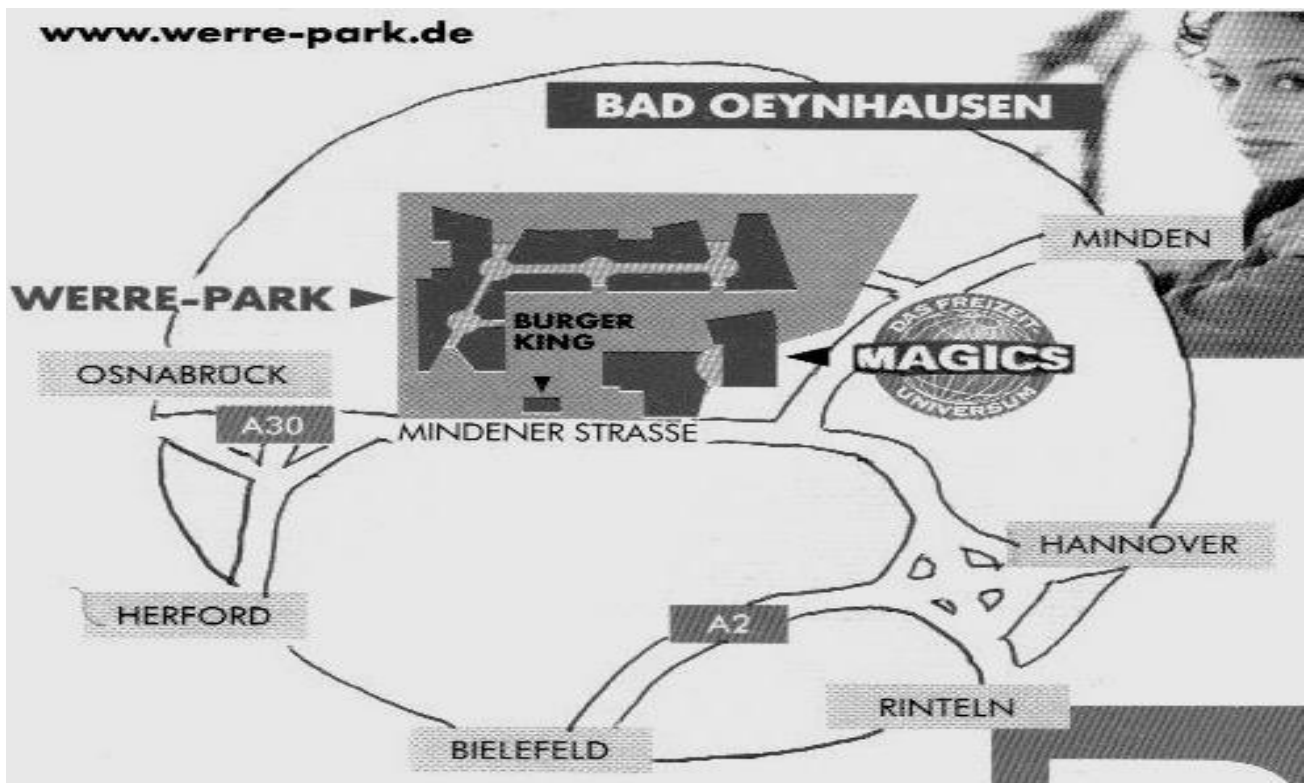 www.werre-park.de
BAD OEYNHAUSEN
MINDEN
WERRE-PARK
BURGER
KING
DAS FREIZEIT-
MAGICS
UNIVERSUM
OSNABRÜCK
A30
MINDENER STRASSE
HANNOVER
HERFORD
A2
RINTELN
BIELEFELD